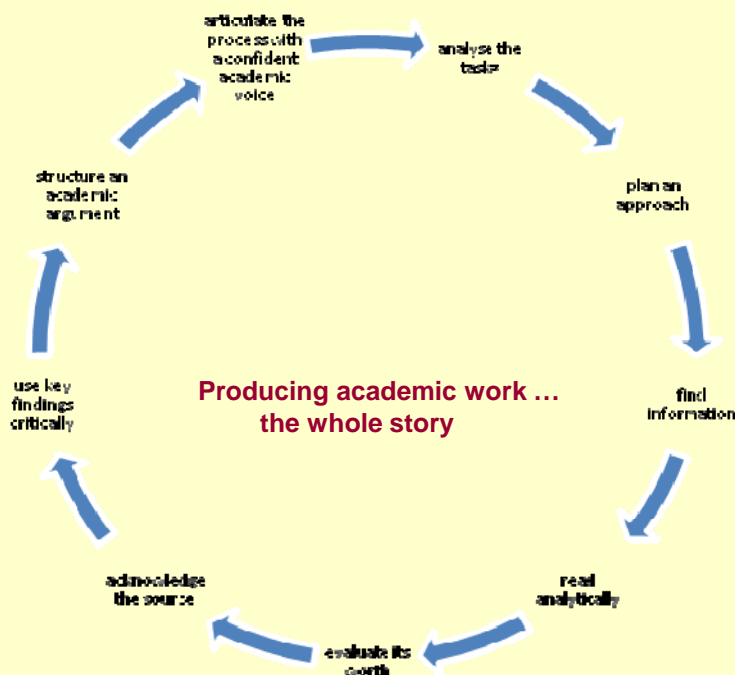 articulate the
process with
a confident
academic
voice
analyse the
task
plan an
approach
find
information
read
analytically
evaluate its
worth
acknowledge
the source
use key
findings
critically
structure an
academic
argument
Producing academic work …
the whole story